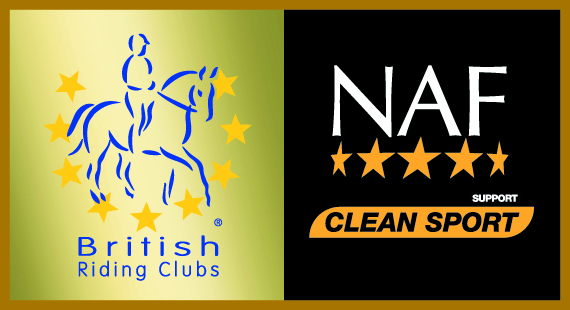 British
Riding Clubs
®
NAF
SUPPORT
CLEAN SPORT